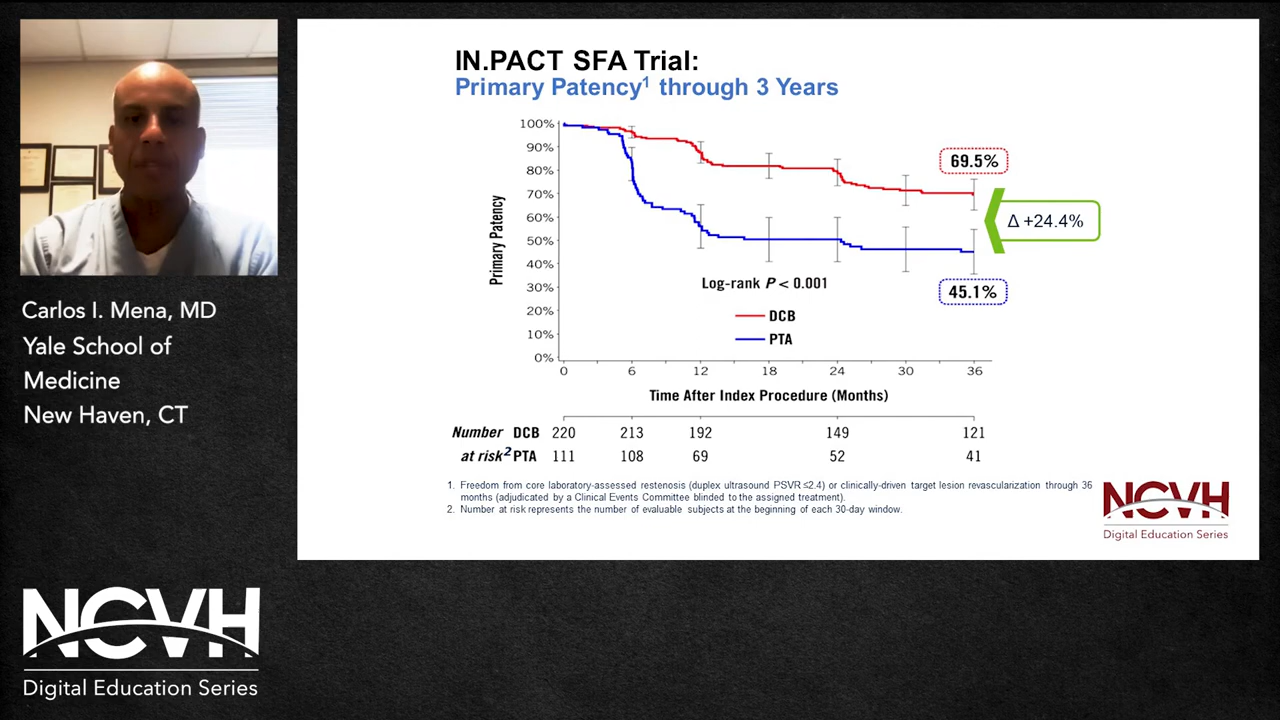 IN.PACT SFA Trial:
Primary Patency¹ through 3 Years
Primary Patency
100%
90%
80%
70%
60%
50%
40%
30%
20%
10%
0%
69.5%
Δ +24.4%
45.1%
Log-rank P < 0.001
DCB
PTA
0 6 12 18 24 30 36
Time After Index Procedure (Months)
Number DCB 220 213 192 149 121
at risk² PTA 111 108 69 52 41
1. Freedom from core laboratory-assessed restenosis (duplex ultrasound PSVR ≤2.4) or clinically-driven target lesion revascularization through 36
months (adjudicated by a Clinical Events Committee blinded to the assigned treatment).
2. Number at risk represents the number of evaluable subjects at the beginning of each 30-day window.
NCVH
Digital Education Series
Carlos I. Mena, MD
Yale School of
Medicine
New Haven, CT
NCVH
Digital Education Series